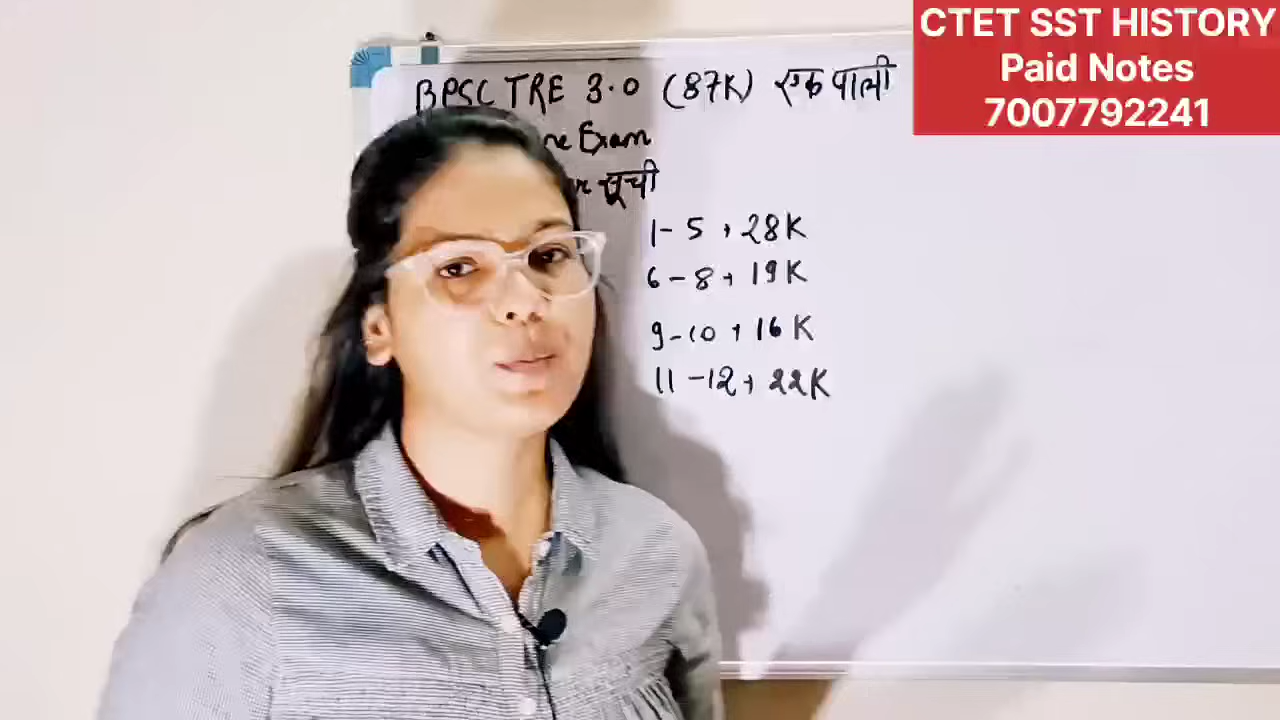 CTET SST HISTORY
Paid Notes
7007792241
BPSC TRE 3.0 (87K) एक पाली
Exam
सूची
1-5 → 28K
6-8 → 19K
9-10 → 16K
11-12 → 22K